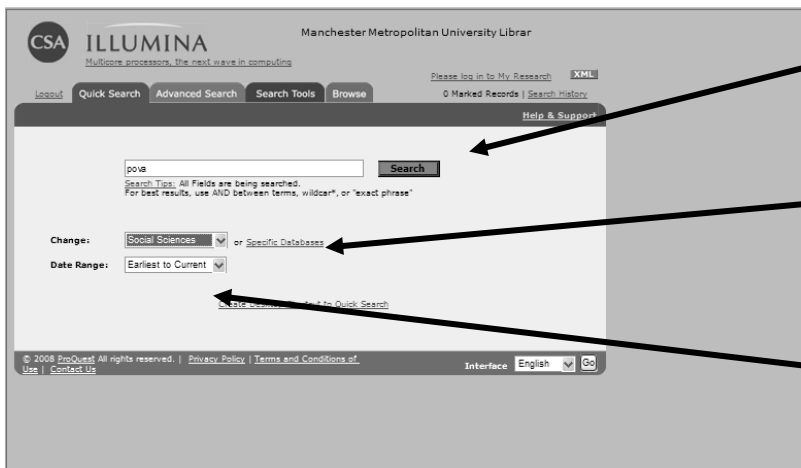 CSA ILLUMINA
Manchester Metropolitan University Librar
Multicore processors, the next wave in computing
Please log in to My Research XML
Logout Quick Search Advanced Search Search Tools Browse 0 Marked Records | Search History
Help & Support
pova Search
Search Tips: All Fields are being searched.
For best results, use AND between terms, wildcar*, or "exact phrase"
Change: Social Sciences or Specific Databases
Date Range: Earliest to Current
Create to Quick Search
© 2008 ProQuest All rights reserved. | Privacy Policy | Terms and Conditions of
Use | Contact Us
Interface English Go